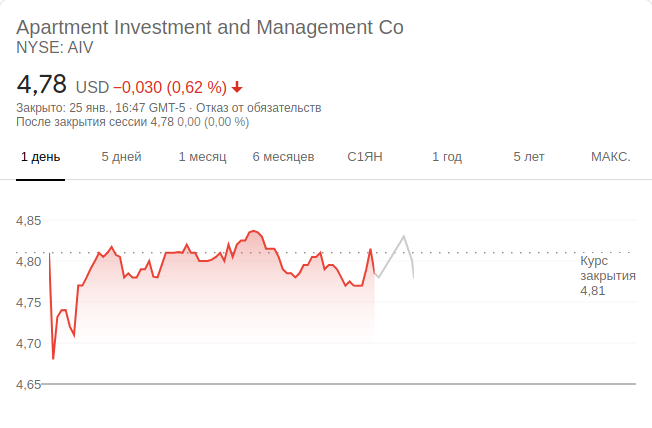 Apartment Investment and Management Co
NYSE: AIV
4,78 USD −0,030 (0,62 %)
Закрыто: 25 янв., 16:47 GMT-5 · Отказ от обязательств
После закрытия сессии 4,78 0,00 (0,00 %)
1 день 5 дней 1 месяц 6 месяцев С1ЯН 1 год 5 лет МАКС.
4,85
4,80
Курс
закрытия
4,81
4,75
4,70
4,65